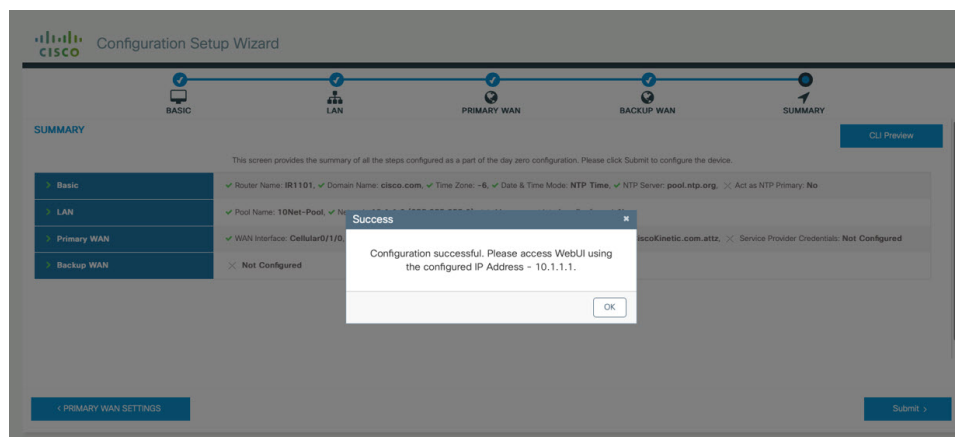 CISCO
Configuration Setup Wizard
BASIC
LAN
PRIMARY WAN
BACKUP WAN
SUMMARY
SUMMARY
CLI Preview
This screen provides the summary of all the steps configured as a part of the day zero configuration. Please click Submit to configure the device.
> Basic
Router Name: IR1101, Domain Name: cisco.com, Time Zone: -6, Date & Time Mode: NTP Time, NTP Server: pool.ntp.org, Act as NTP Primary: No
> LAN
Pool Name: 10Net-Pool,
> Primary WAN
WAN Interface: Cellular0/1/0,
iscoKinetic.com.attz, Service Provider Credentials: Not Configured
> Backup WAN
Not Configured
Success
×
Configuration successful. Please access WebUI using
the configured IP Address - 10.1.1.1.
OK
< PRIMARY WAN SETTINGS
Submit >